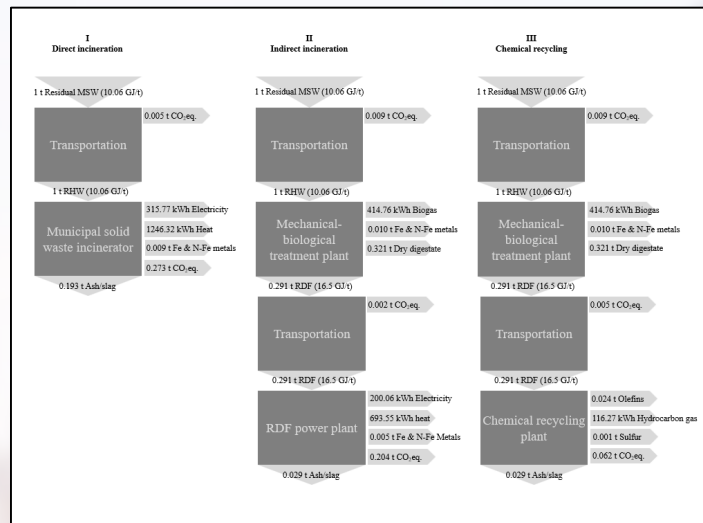 I
Direct incineration
1 t Residual MSW (10.06 GJ/t)
Transportation
0.005 t CO₂eq.
1 t RHW (10.06 GJ/t)
Municipal solid
waste incinerator
315.77 kWh Electricity
1246.32 kWh Heat
0.009 t Fe & N-Fe metals
0.273 t CO₂eq.
0.193 t Ash/slag
II
Indirect incineration
1 t Residual MSW (10.06 GJ/t)
Transportation
0.009 t CO₂eq.
1 t RHW (10.06 GJ/t)
Mechanical-
biological
treatment plant
414.76 kWh Biogas
0.010 t Fe & N-Fe metals
0.321 t Dry digestate
0.291 t RDF (16.5 GJ/t)
Transportation
0.002 t CO₂eq.
0.291 t RDF (16.5 GJ/t)
RDF power plant
200.06 kWh Electricity
693.55 kWh heat
0.005 t Fe & N-Fe Metals
0.204 t CO₂eq.
0.029 t Ash/slag
III
Chemical recycling
1 t Residual MSW (10.06 GJ/t)
Transportation
0.009 t CO₂eq.
1 t RHW (10.06 GJ/t)
Mechanical-
biological
treatment plant
414.76 kWh Biogas
0.010 t Fe & N-Fe metals
0.321 t Dry digestate
0.291 t RDF (16.5 GJ/t)
Transportation
0.005 t CO₂eq.
0.291 t RDF (16.5 GJ/t)
Chemical recycling
plant
0.024 t Olefins
116.27 kWh Hydrocarbon gas
0.001 t Sulfur
0.062 t CO₂eq.
0.029 t Ash/slag